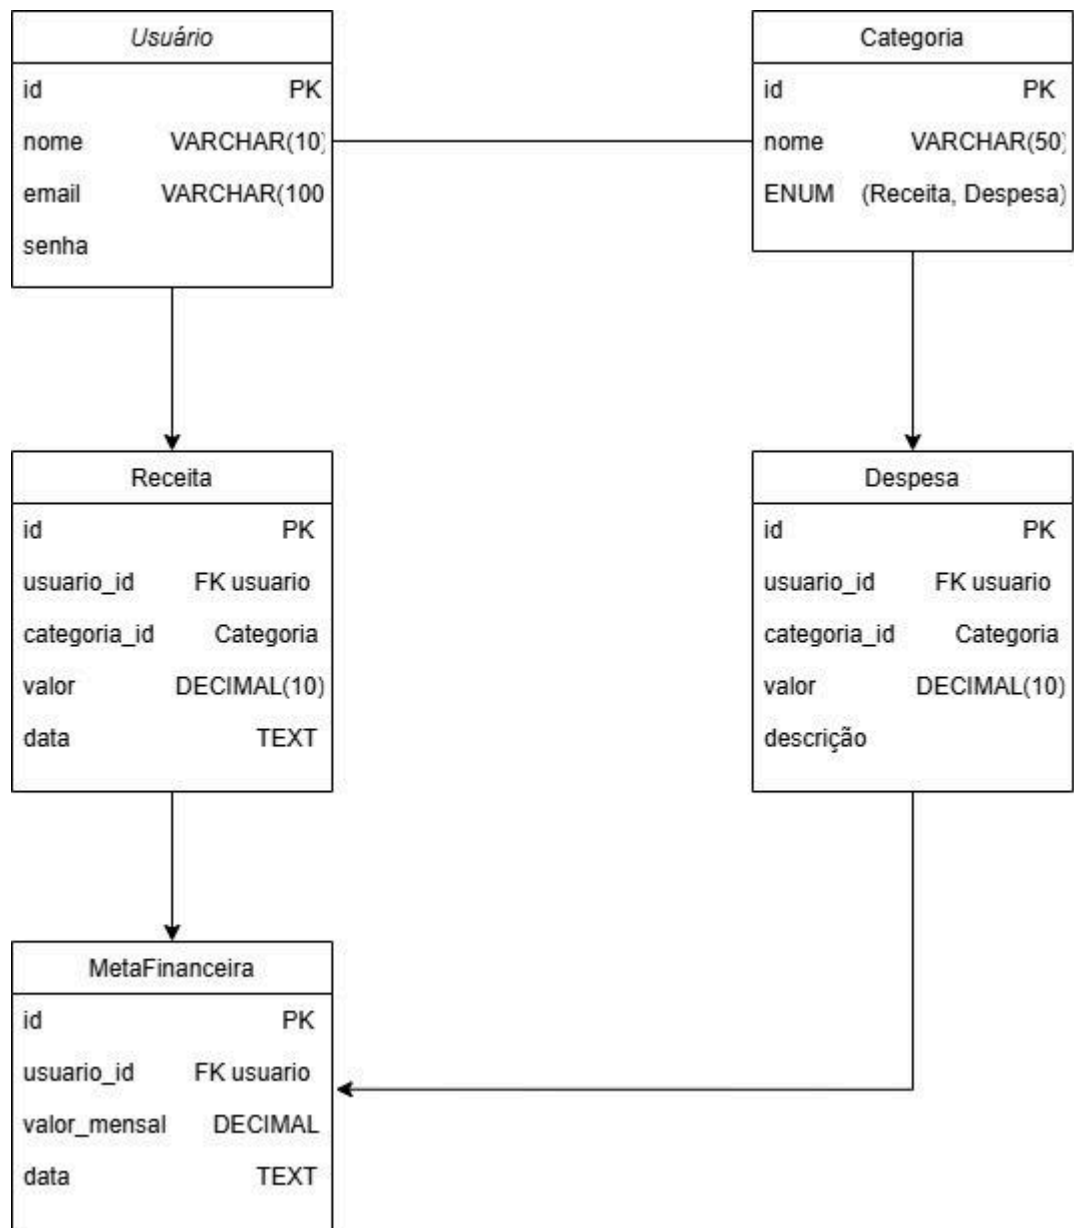 Usuário
id PK
nome VARCHAR(10)
email VARCHAR(100
senha
Categoria
id PK
nome VARCHAR(50)
ENUM (Receita, Despesa)
Receita
id PK
usuario_id FK usuario
categoria_id Categoria
valor DECIMAL(10)
data TEXT
Despesa
id PK
usuario_id FK usuario
categoria_id Categoria
valor DECIMAL(10)
descrição
MetaFinanceira
id PK
usuario_id FK usuario
valor_mensal DECIMAL
data TEXT